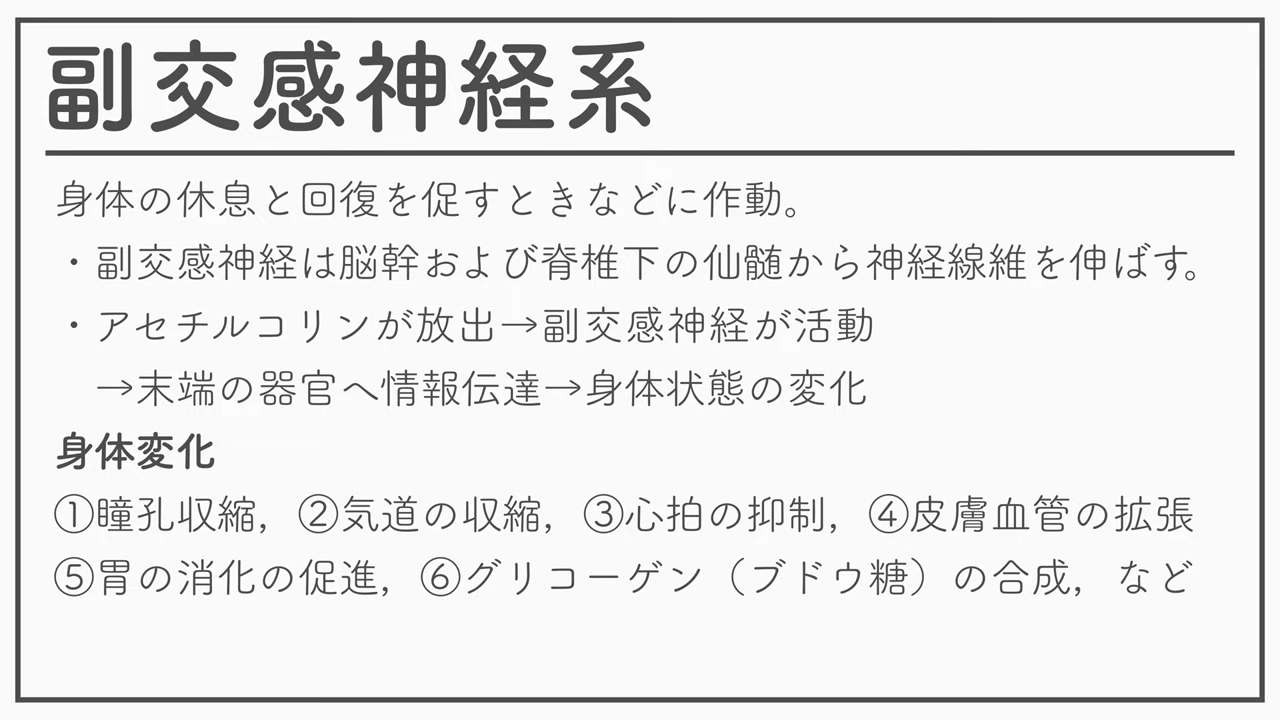 副交感神経系
身体の休息と回復を促すときなどに作動。
・副交感神経は脳幹および脊椎下の仙髄から神経線維を伸ばす。
・アセチルコリンが放出→副交感神経が活動
→末端の器官へ情報伝達→身体状態の変化
身体変化
①瞳孔収縮，②気道の収縮，③心拍の抑制，④皮膚血管の拡張
⑤胃の消化の促進，⑥グリコーゲン（ブドウ糖）の合成， など